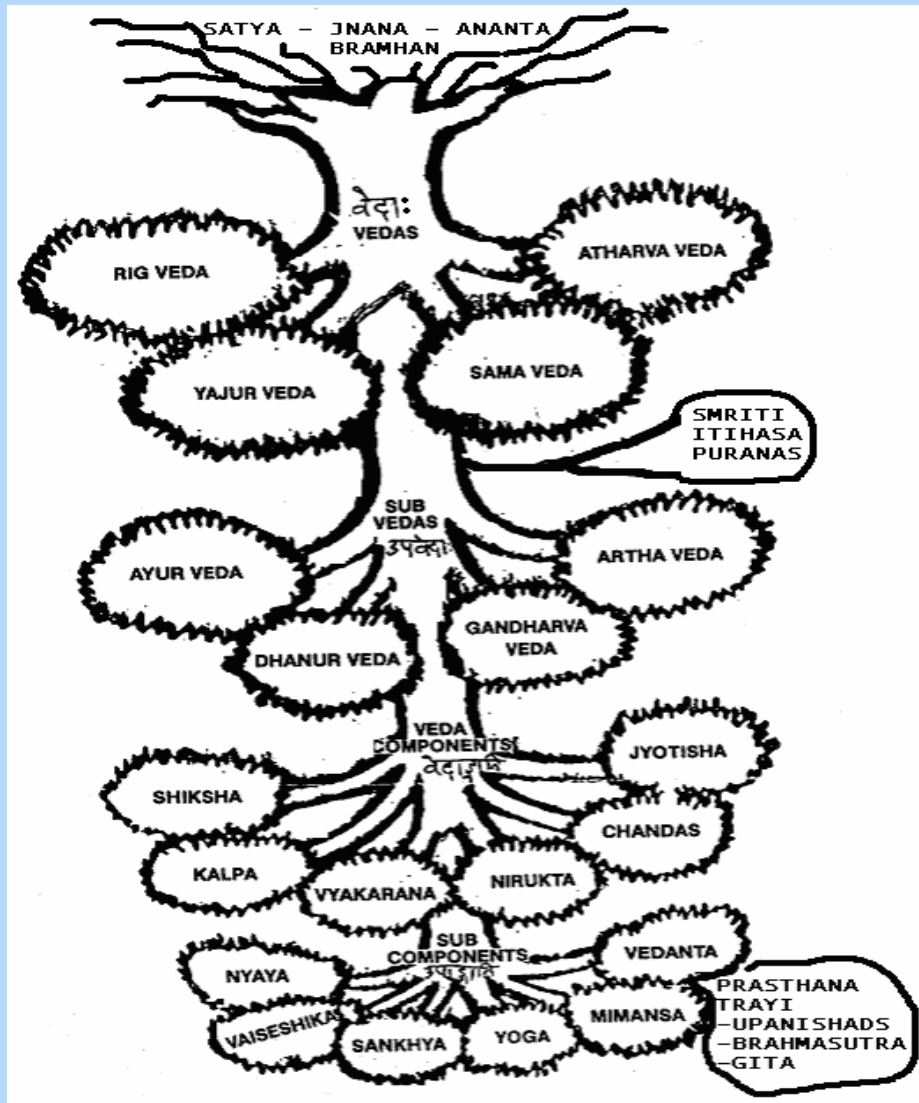 SATYA - JNANA - ANANTA
BRAMHAN
वेदाः
VEDAS
RIG VEDA
ATHARVA VEDA
YAJUR VEDA
SAMA VEDA
SMRITI
ITIHASA
PURANAS
SUB
VEDAS
उपवेदाः
AYUR VEDA
ARTHA VEDA
DHANUR VEDA
GANDHARVA
VEDA
VEDA
COMPONENTS
JYOTISHA
SHIKSHA
CHANDAS
KALPA
VYAKARANA
NIRUKTA
SUB
COMPONENTS
NYAYA
VEDANTA
VAISESHIKA
SANKHYA
YOGA
MIMANSA
PRASTHANA
TRAYI
-UPANISHADS
-BRAHMASUTRA
-GITA